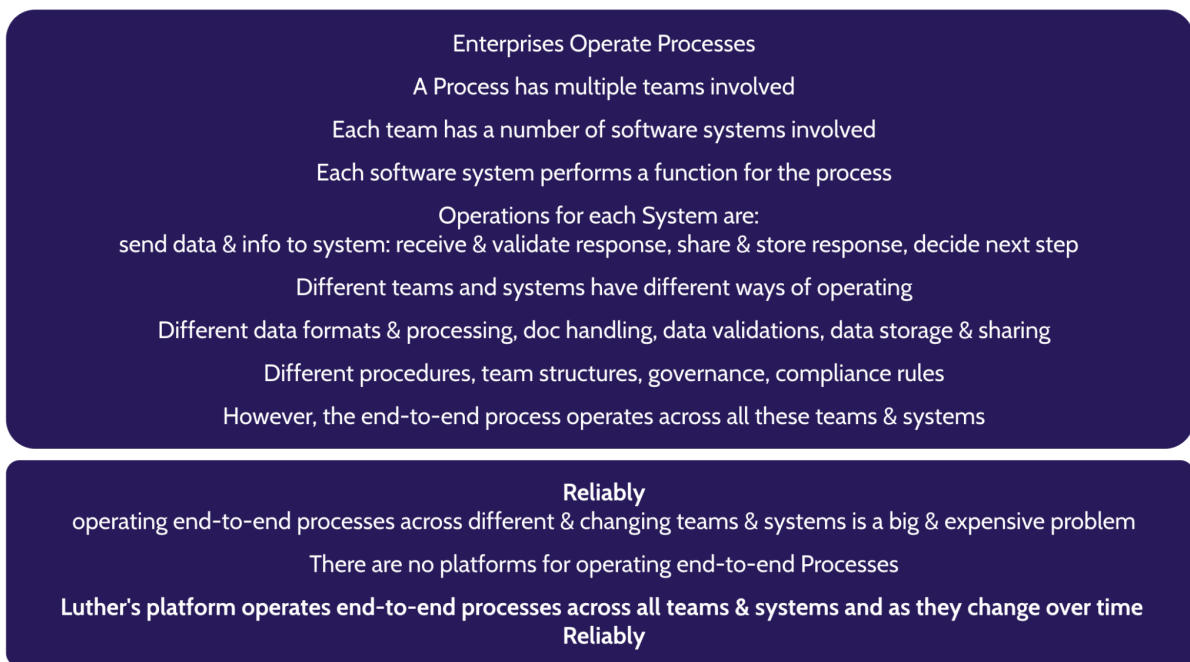 Enterprises Operate Processes
A Process has multiple teams involved
Each team has a number of software systems involved
Each software system performs a function for the process
Operations for each System are:
send data & info to system: receive & validate response, share & store response, decide next step
Different teams and systems have different ways of operating
Different data formats & processing, doc handling, data validations, data storage & sharing
Different procedures, team structures, governance, compliance rules
However, the end-to-end process operates across all these teams & systems
Reliably
operating end-to-end processes across different & changing teams & systems is a big & expensive problem
There are no platforms for operating end-to-end Processes
Luther's platform operates end-to-end processes across all teams & systems and as they change over time
Reliably